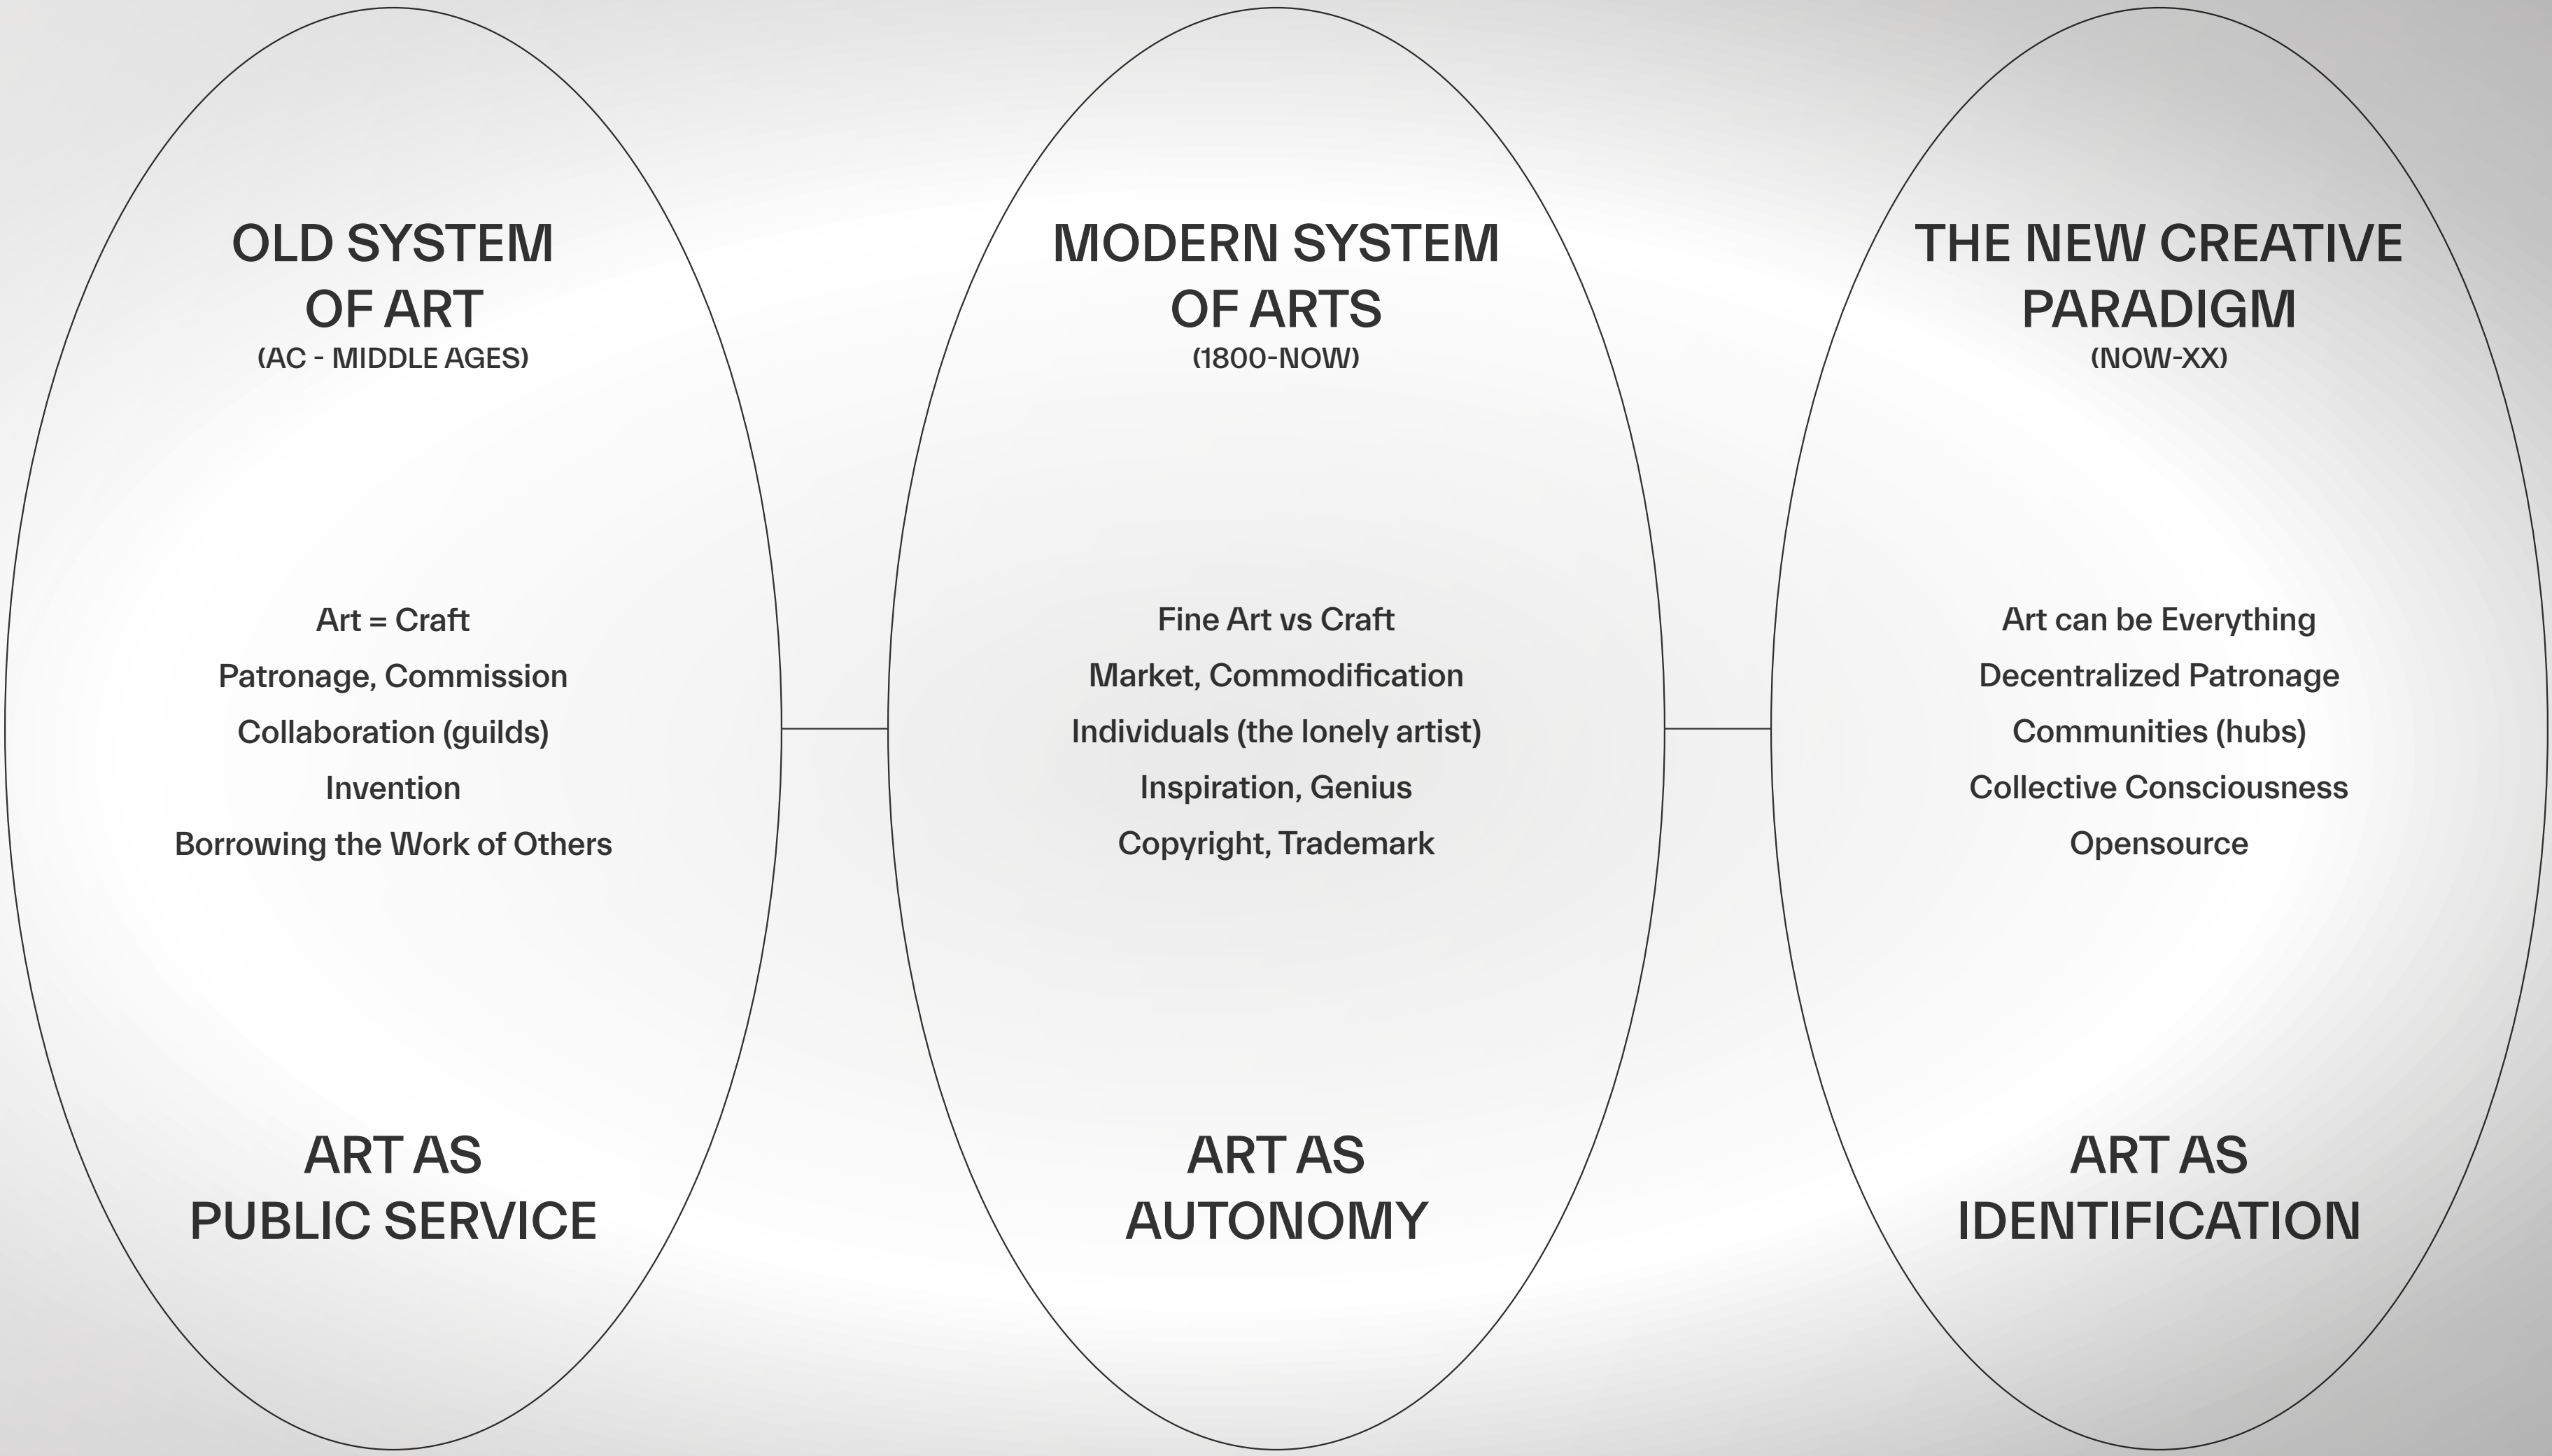 OLD SYSTEM
OF ART
(AC - MIDDLE AGES)
Art = Craft
Patronage, Commission
Collaboration (guilds)
Invention
Borrowing the Work of Others
ART AS
PUBLIC SERVICE
MODERN SYSTEM
OF ARTS
(1800-NOW)
Fine Art vs Craft
Market, Commodification
Individuals (the lonely artist)
Inspiration, Genius
Copyright, Trademark
ART AS
AUTONOMY
THE NEW CREATIVE
PARADIGM
(NOW-XX)
Art can be Everything
Decentralized Patronage
Communities (hubs)
Collective Consciousness
Opensource
ART AS
IDENTIFICATION